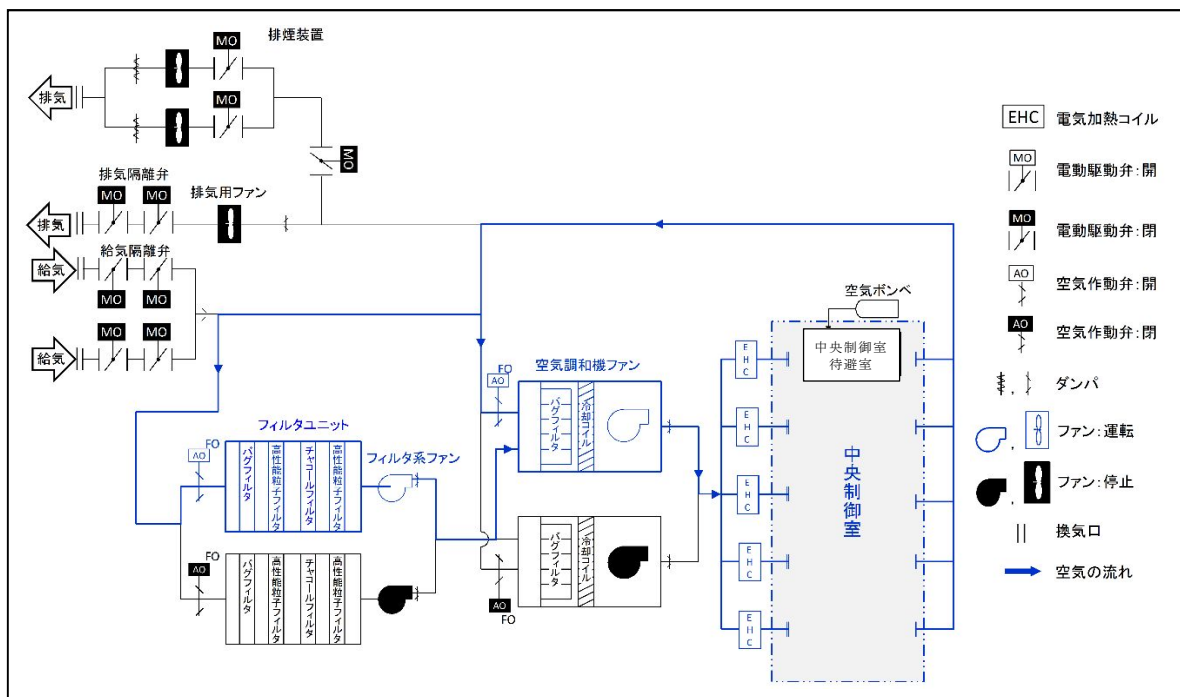 排煙装置
MO
排気
MO
MO
排気隔離弁
排気用ファン
MO
MO
排気
給気隔離弁
給気
MO
MO
MO
MO
給気
空気ボンベ
中央制御室
待避室
中央制御室
FO
AO
空気調和機ファン
バグフィルタ
冷却コイル
フィルタユニット
フィルタ系ファン
FO
AO
バグフィルタ
高性能粒子フィルタ
チャコールフィルタ
高性能粒子フィルタ
FO
AO
バグフィルタ
高性能粒子フィルタ
チャコールフィルタ
高性能粒子フィルタ
バグフィルタ
冷却コイル
AO
FO
EHC
EHC
EHC
EHC
EHC
EHC 電気加熱コイル
MO 電動駆動弁:開
MO 電動駆動弁:閉
AO 空気作動弁:開
AO 空気作動弁:閉
, ダンパ
, ファン:運転
, ファン:停止
換気口
空気の流れ